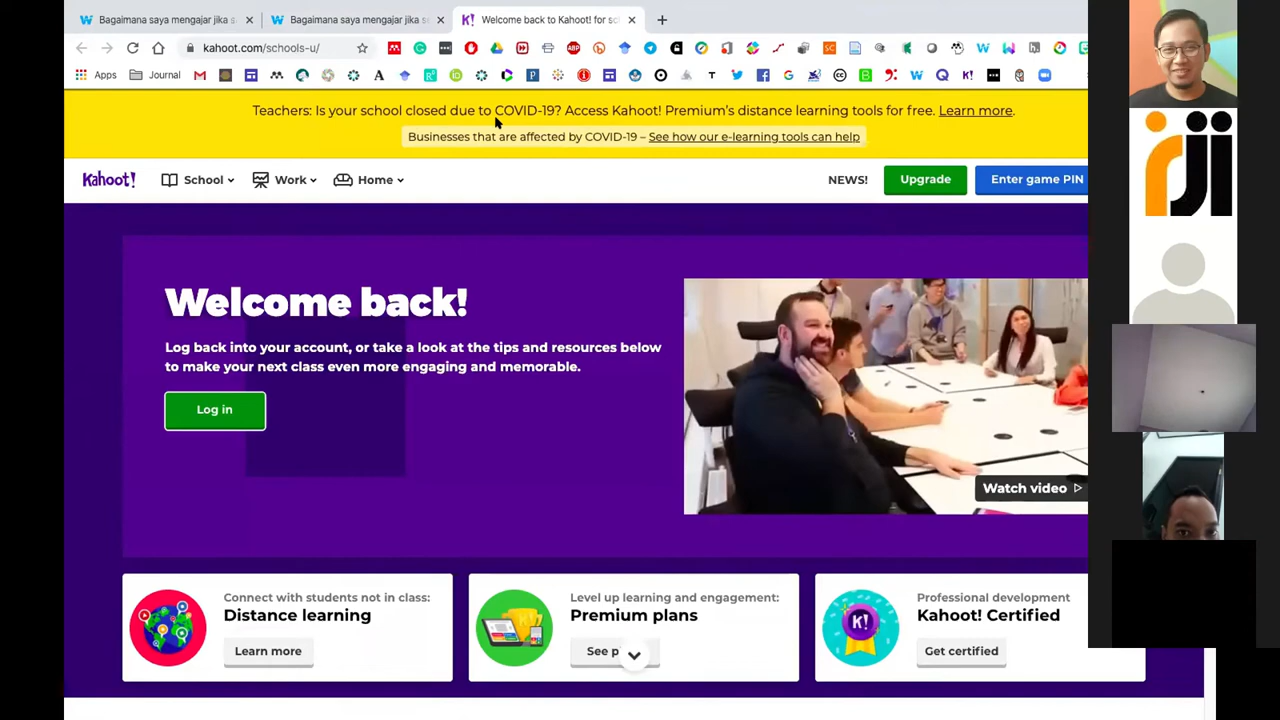 Bagaimana saya mengajar jika s
Bagaimana saya mengajar jika se
Welcome back to Kahoot! for sc
kahoot.com/schools-u/
Apps
Journal
Teachers: Is your school closed due to COVID-19? Access Kahoot! Premium's distance learning tools for free. Learn more.
Businesses that are affected by COVID-19 – See how our e-learning tools can help
Kahoot!
School
Work
Home
NEWS!
Upgrade
Enter game PIN
Welcome back!
Log back into your account, or take a look at the tips and resources below
to make your next class even more engaging and memorable.
Log in
Watch video
Connect with students not in class:
Distance learning
Learn more
Level up learning and engagement:
Premium plans
See p
Professional development
Kahoot! Certified
Get certified
K!
rji